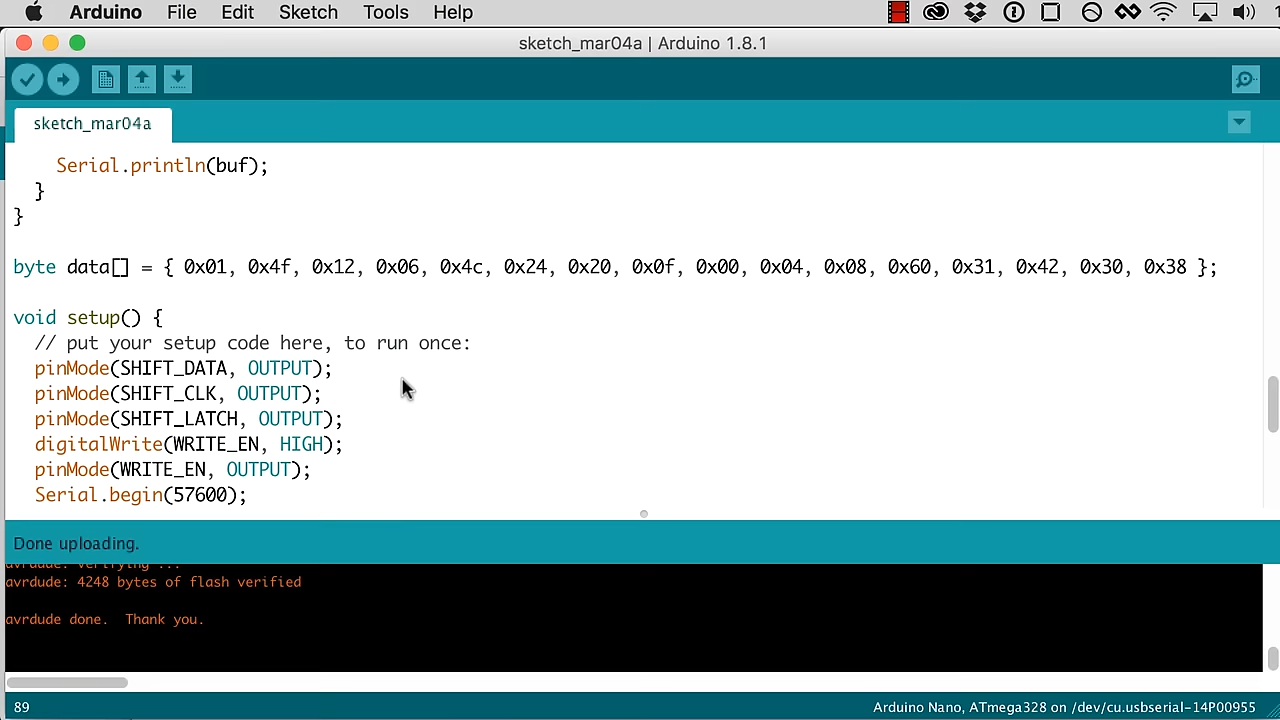 Arduino File Edit Sketch Tools Help
sketch_mar04a | Arduino 1.8.1
sketch_mar04a
Serial.println(buf);
}
}
byte data[] = { 0x01, 0x4f, 0x12, 0x06, 0x4c, 0x24, 0x20, 0x0f, 0x00, 0x04, 0x08, 0x60, 0x31, 0x42, 0x30, 0x38 };
void setup() {
// put your setup code here, to run once:
pinMode(SHIFT_DATA, OUTPUT);
pinMode(SHIFT_CLK, OUTPUT);
pinMode(SHIFT_LATCH, OUTPUT);
digitalWrite(WRITE_EN, HIGH);
pinMode(WRITE_EN, OUTPUT);
Serial.begin(57600);
Done uploading.
avrdude: verifying ...
avrdude: 4248 bytes of flash verified
avrdude done.  Thank you.
89
Arduino Nano, ATmega328 on /dev/cu.usbserial-14P00955